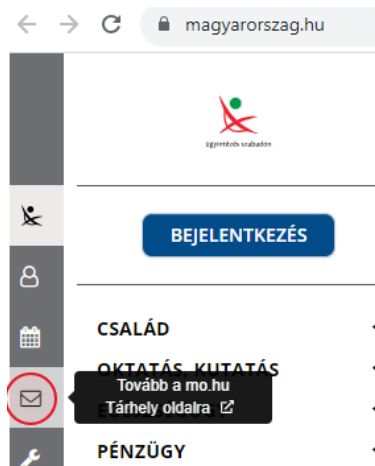 magyarorszag.hu
ügyintézés szabadon
BEJELENTKEZÉS
CSALÁD
OKTATÁS, KUTATÁS
Tovább a mo.hu
Tárhely oldalra
PÉNZÜGY